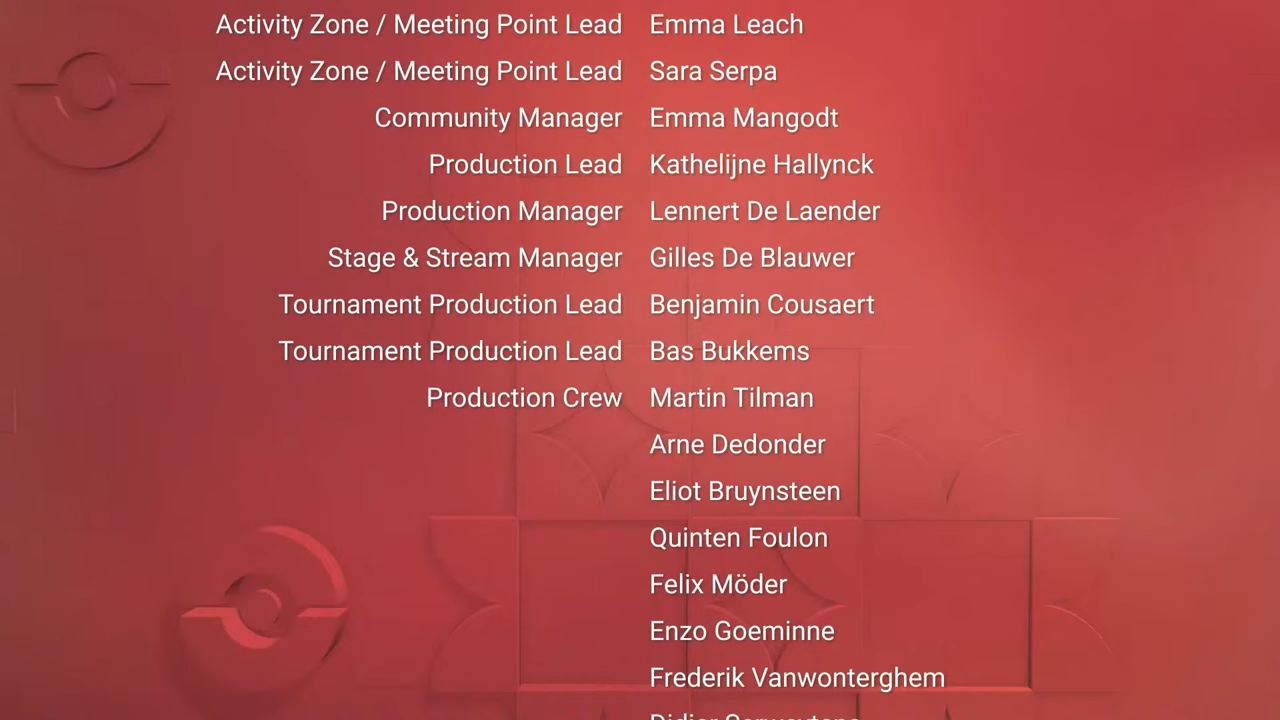 Activity Zone / Meeting Point Lead Emma Leach
Activity Zone / Meeting Point Lead Sara Serpa
Community Manager Emma Mangodt
Production Lead Kathelijne Hallynck
Production Manager Lennert De Laender
Stage & Stream Manager Gilles De Blauwer
Tournament Production Lead Benjamin Cousaert
Tournament Production Lead Bas Bukkems
Production Crew Martin Tilman
Arne Dedonder
Eliot Bruynsteen
Quinten Foulon
Felix Möder
Enzo Goeminne
Frederik Vanwonterghem
Didier